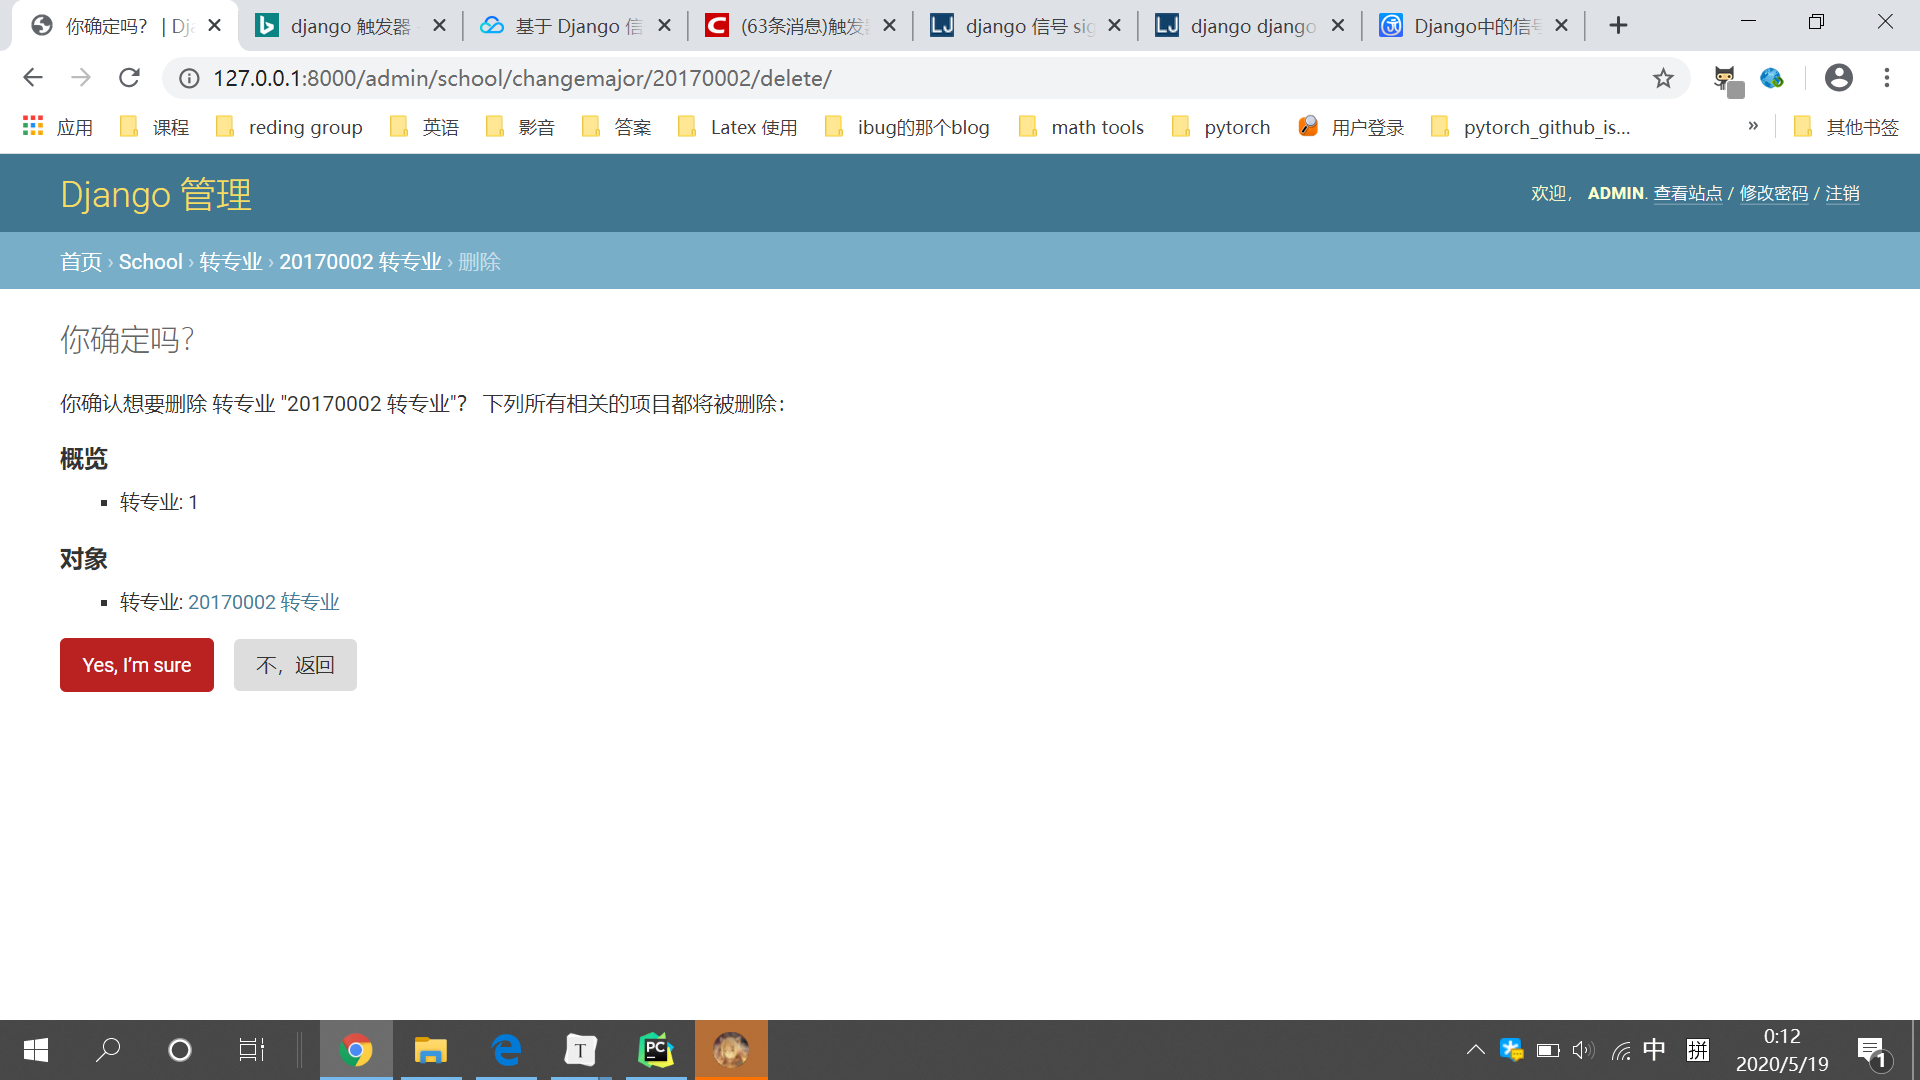 你确定吗？ | Dj
django 触发器
基于 Django 信
(63条消息)触发
django 信号 sig
django django
Django中的信
127.0.0.1:8000/admin/school/changemajor/20170002/delete/
应用
课程
reding group
英语
影音
答案
Latex 使用
ibug的那个blog
math tools
pytorch
用户登录
pytorch_github_is...
»
其他书签
Django 管理
欢迎， ADMIN. 查看站点 / 修改密码 / 注销
首页 › School › 转专业 › 20170002 转专业 › 删除
你确定吗？
你确认想要删除 转专业 "20170002 转专业"? 下列所有相关的项目都将被删除：
概览
转专业: 1
对象
转专业: 20170002 转专业
Yes, I’m sure
不，返回
T
PC
中
拼
0:12
2020/5/19
1